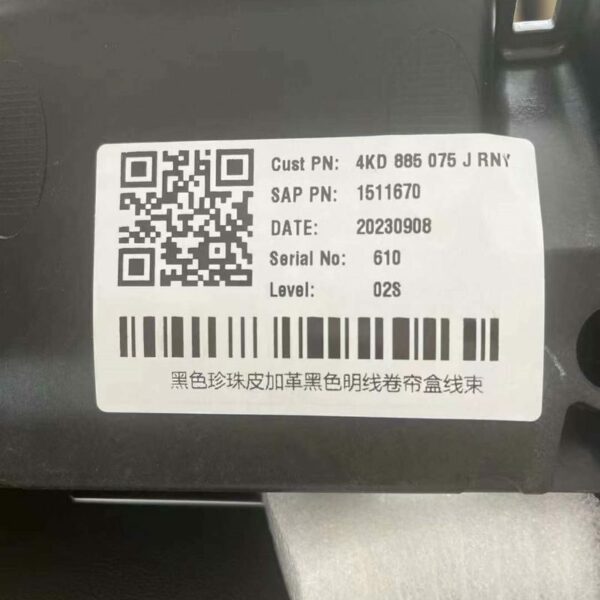 Cust PN: 4KD 885 075 J RNY
SAP PN: 1511670
DATE: 20230908
Serial No: 610
Level: 02S
黑色珍珠皮加革黑色明线卷帘盒线束